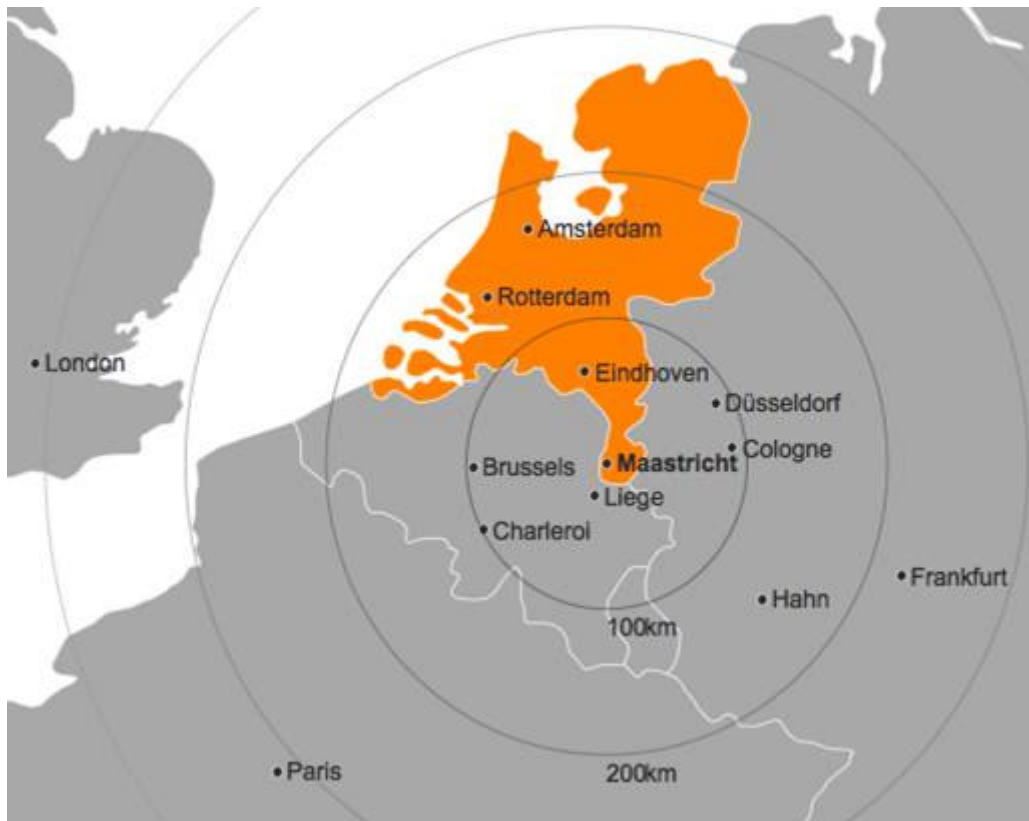 Amsterdam
Rotterdam
London
Eindhoven
Düsseldorf
Cologne
Maastricht
Brussels
Liege
Charleroi
Frankfurt
Hahn
100km
Paris
200km